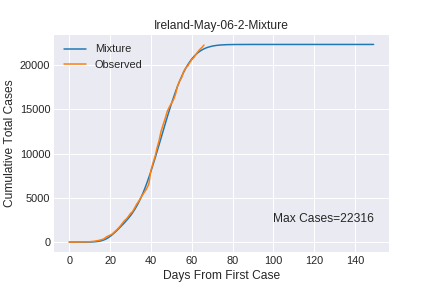 Ireland-May-06-2-Mixture
Mixture
Observed
Cumulative Total Cases
20000
15000
10000
5000
0
Max Cases=22316
0 20 40 60 80 100 120 140
Days From First Case